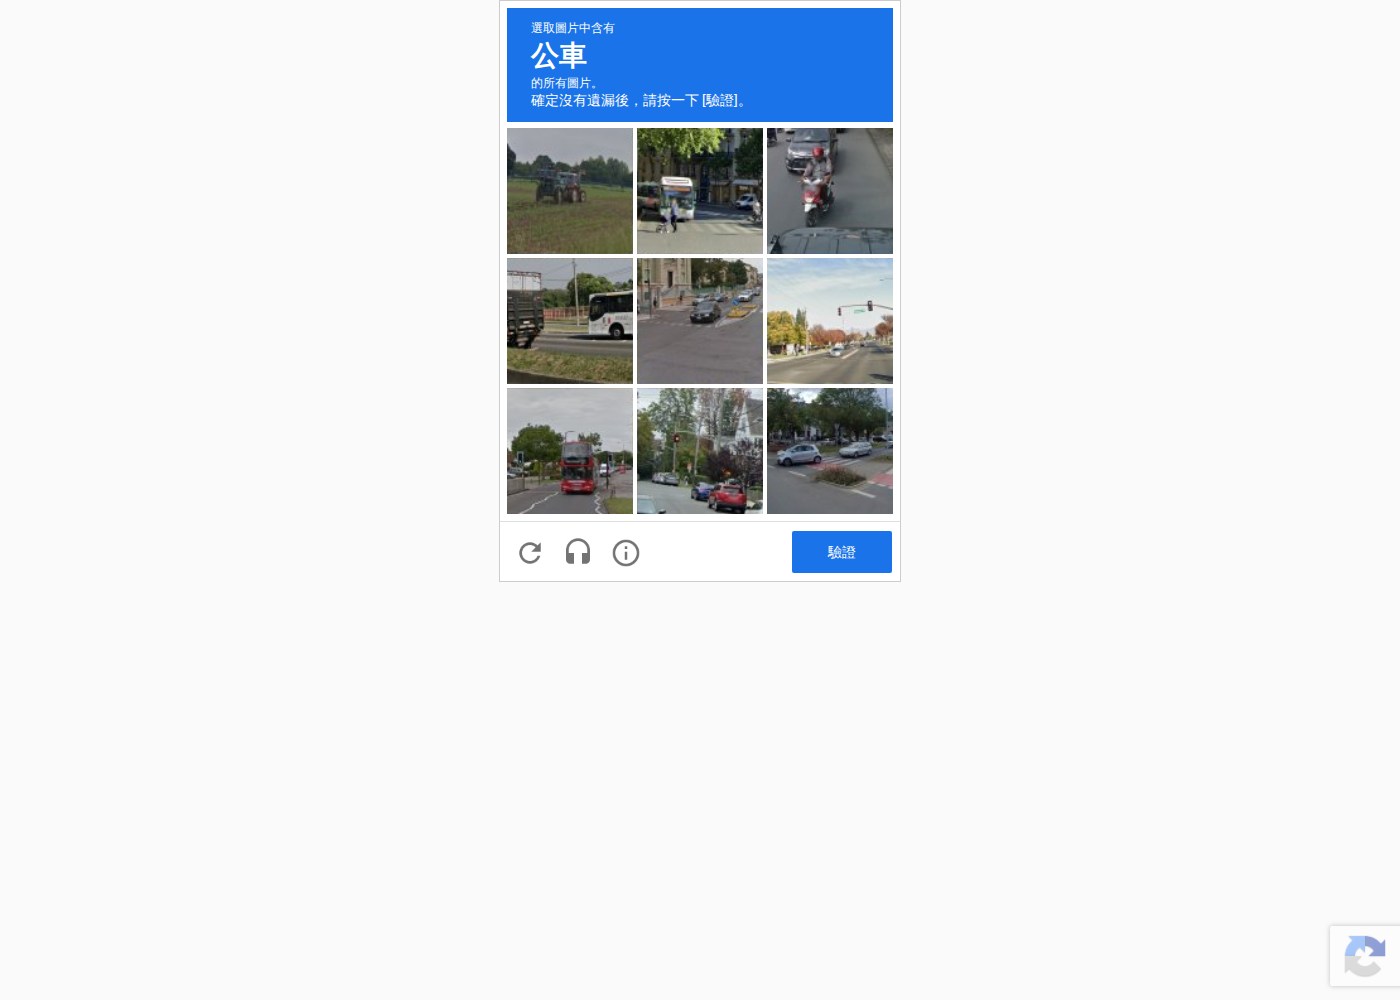 選取圖片中含有
公車
的所有圖片。
確定沒有遺漏後，請按一下 [驗證]。
驗證